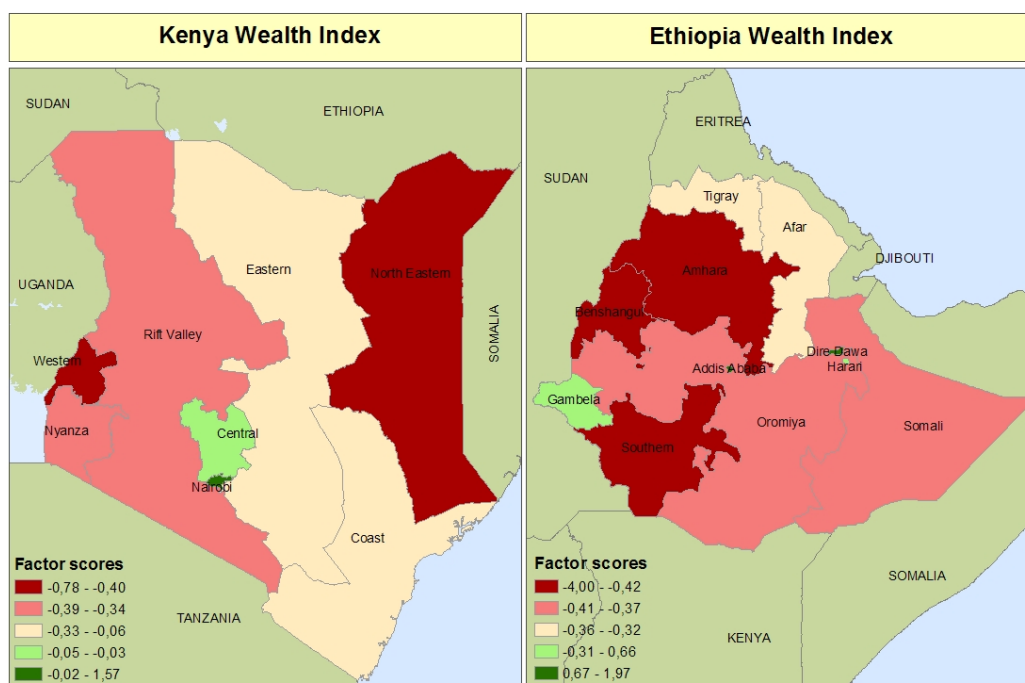 Kenya Wealth Index
SUDAN
ETHIOPIA
UGANDA
Eastern
North Eastern
SOMALIA
Rift Valley
Western
Nyanza
Central
Nairobi
Coast
TANZANIA
Factor scores
-0,78 - -0,40
-0,39 - -0,34
-0,33 - -0,06
-0,05 - -0,03
-0,02 - 1,57
Ethiopia Wealth Index
ERITREA
SUDAN
Tigray
Afar
DJIBOUTI
Amhara
Benshangul
Dire Dawa
Addis Ababa
Harari
Gambela
Oromiya
Somali
Southern
SOMALIA
KENYA
Factor scores
-4,00 - -0,42
-0,41 - -0,37
-0,36 - -0,32
-0,31 - 0,66
0,67 - 1,97